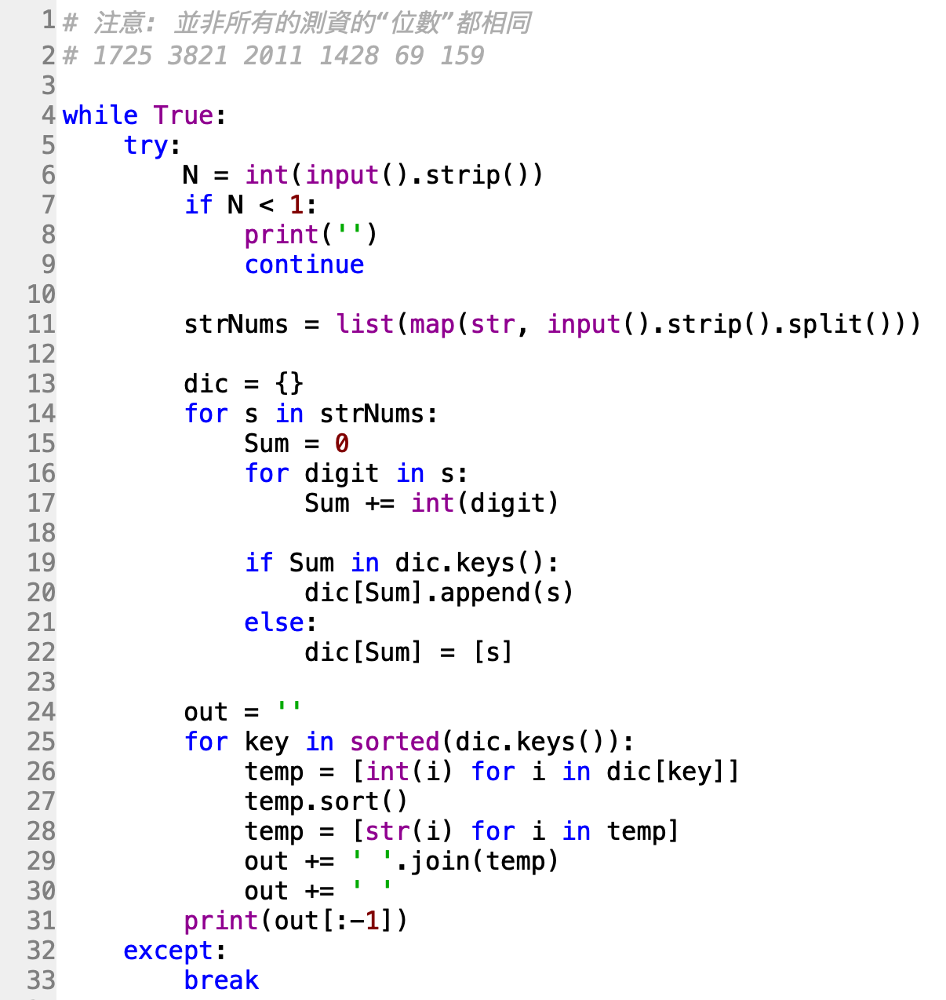 1 # 注意: 並非所有的測資的“位數”都相同
2 # 1725 3821 2011 1428 69 159
3
4 while True:
5     try:
6         N = int(input().strip())
7         if N < 1:
8             print('')
9             continue
10
11         strNums = list(map(str, input().strip().split()))
12
13         dic = {}
14         for s in strNums:
15             Sum = 0
16             for digit in s:
17                 Sum += int(digit)
18
19             if Sum in dic.keys():
20                 dic[Sum].append(s)
21             else:
22                 dic[Sum] = [s]
23
24         out = ''
25         for key in sorted(dic.keys()):
26             temp = [int(i) for i in dic[key]]
27             temp.sort()
28             temp = [str(i) for i in temp]
29             out += ' '.join(temp)
30             out += ' '
31         print(out[:-1])
32     except:
33         break